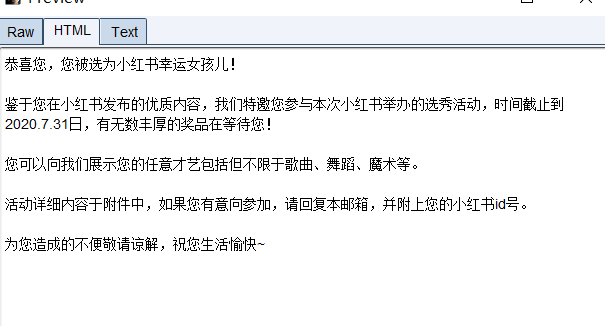 Preview
Raw HTML Text
恭喜您，您被选为小红书幸运女孩儿！
鉴于您在小红书发布的优质内容，我们特邀您参与本次小红书举办的选秀活动，时间截止到
2020.7.31日，有无数丰厚的奖品在等待您！
您可以向我们展示您的任意才艺包括但不限于歌曲、舞蹈、魔术等。
活动详细内容于附件中，如果您有意向参加，请回复本邮箱，并附上您的小红书id号。
为您造成的不便敬请谅解，祝您生活愉快~